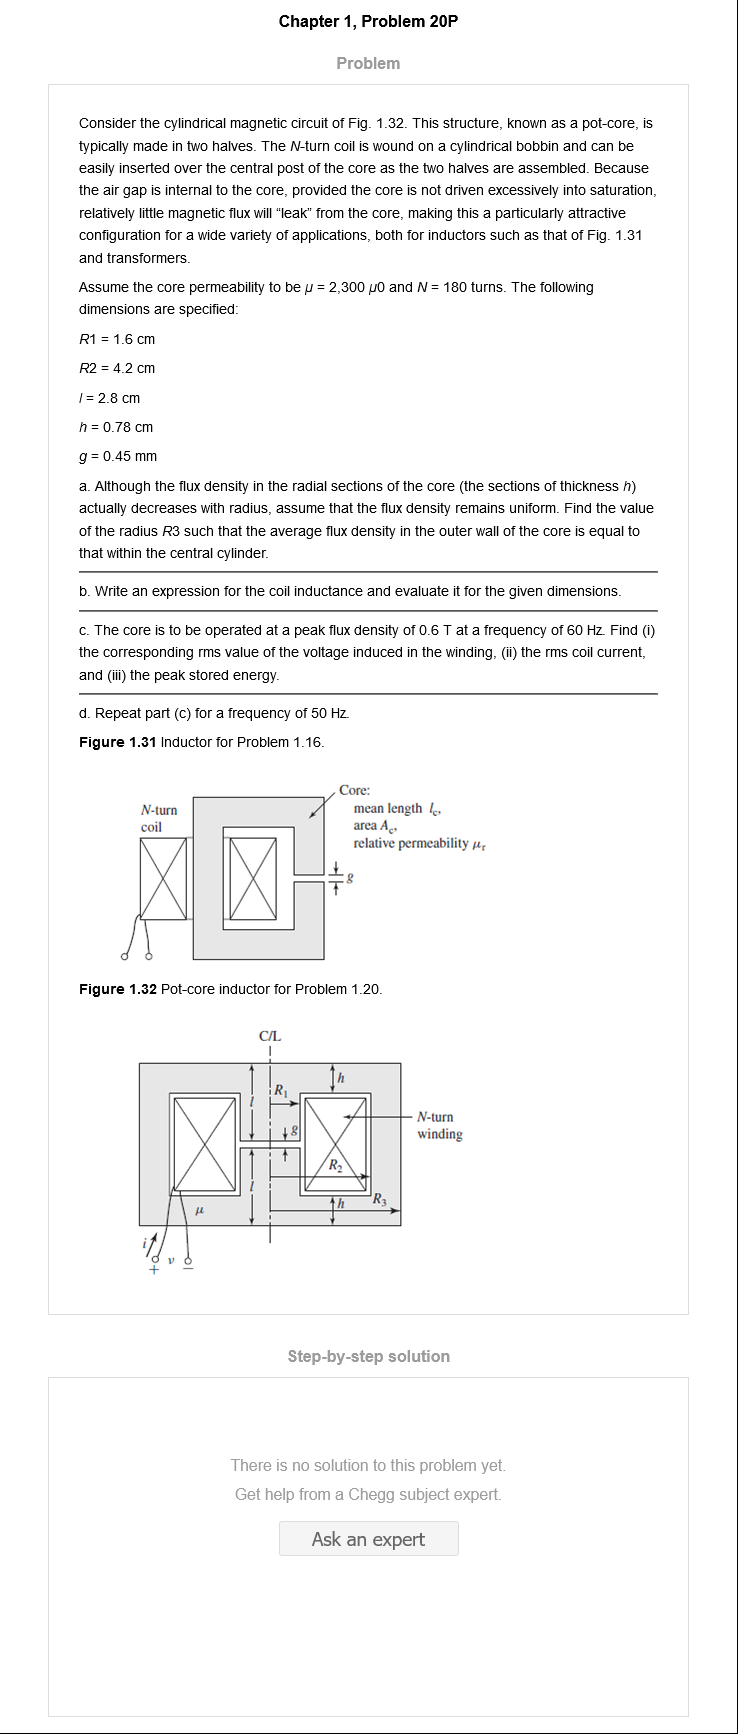 Chapter 1, Problem 20P
Problem
Consider the cylindrical magnetic circuit of Fig. 1.32. This structure, known as a pot-core, is
typically made in two halves. The N-turn coil is wound on a cylindrical bobbin and can be
easily inserted over the central post of the core as the two halves are assembled. Because
the air gap is internal to the core, provided the core is not driven excessively into saturation,
relatively little magnetic flux will “leak” from the core, making this a particularly attractive
configuration for a wide variety of applications, both for inductors such as that of Fig. 1.31
and transformers.
Assume the core permeability to be μ = 2,300 μ0 and N = 180 turns. The following
dimensions are specified:
R1 = 1.6 cm
R2 = 4.2 cm
l = 2.8 cm
h = 0.78 cm
g = 0.45 mm
a. Although the flux density in the radial sections of the core (the sections of thickness h)
actually decreases with radius, assume that the flux density remains uniform. Find the value
of the radius R3 such that the average flux density in the outer wall of the core is equal to
that within the central cylinder.
b. Write an expression for the coil inductance and evaluate it for the given dimensions.
c. The core is to be operated at a peak flux density of 0.6 T at a frequency of 60 Hz. Find (i)
the corresponding rms value of the voltage induced in the winding, (ii) the rms coil current,
and (iii) the peak stored energy.
d. Repeat part (c) for a frequency of 50 Hz.
Figure 1.31 Inductor for Problem 1.16.
Core:
mean length lc,
area Ac,
relative permeability μr
N-turn
coil
g
Figure 1.32 Pot-core inductor for Problem 1.20.
C/L
h
R1
l
g
N-turn
winding
R2
l
h
R3
μ
i
v
+
−
Step-by-step solution
There is no solution to this problem yet.
Get help from a Chegg subject expert.
Ask an expert